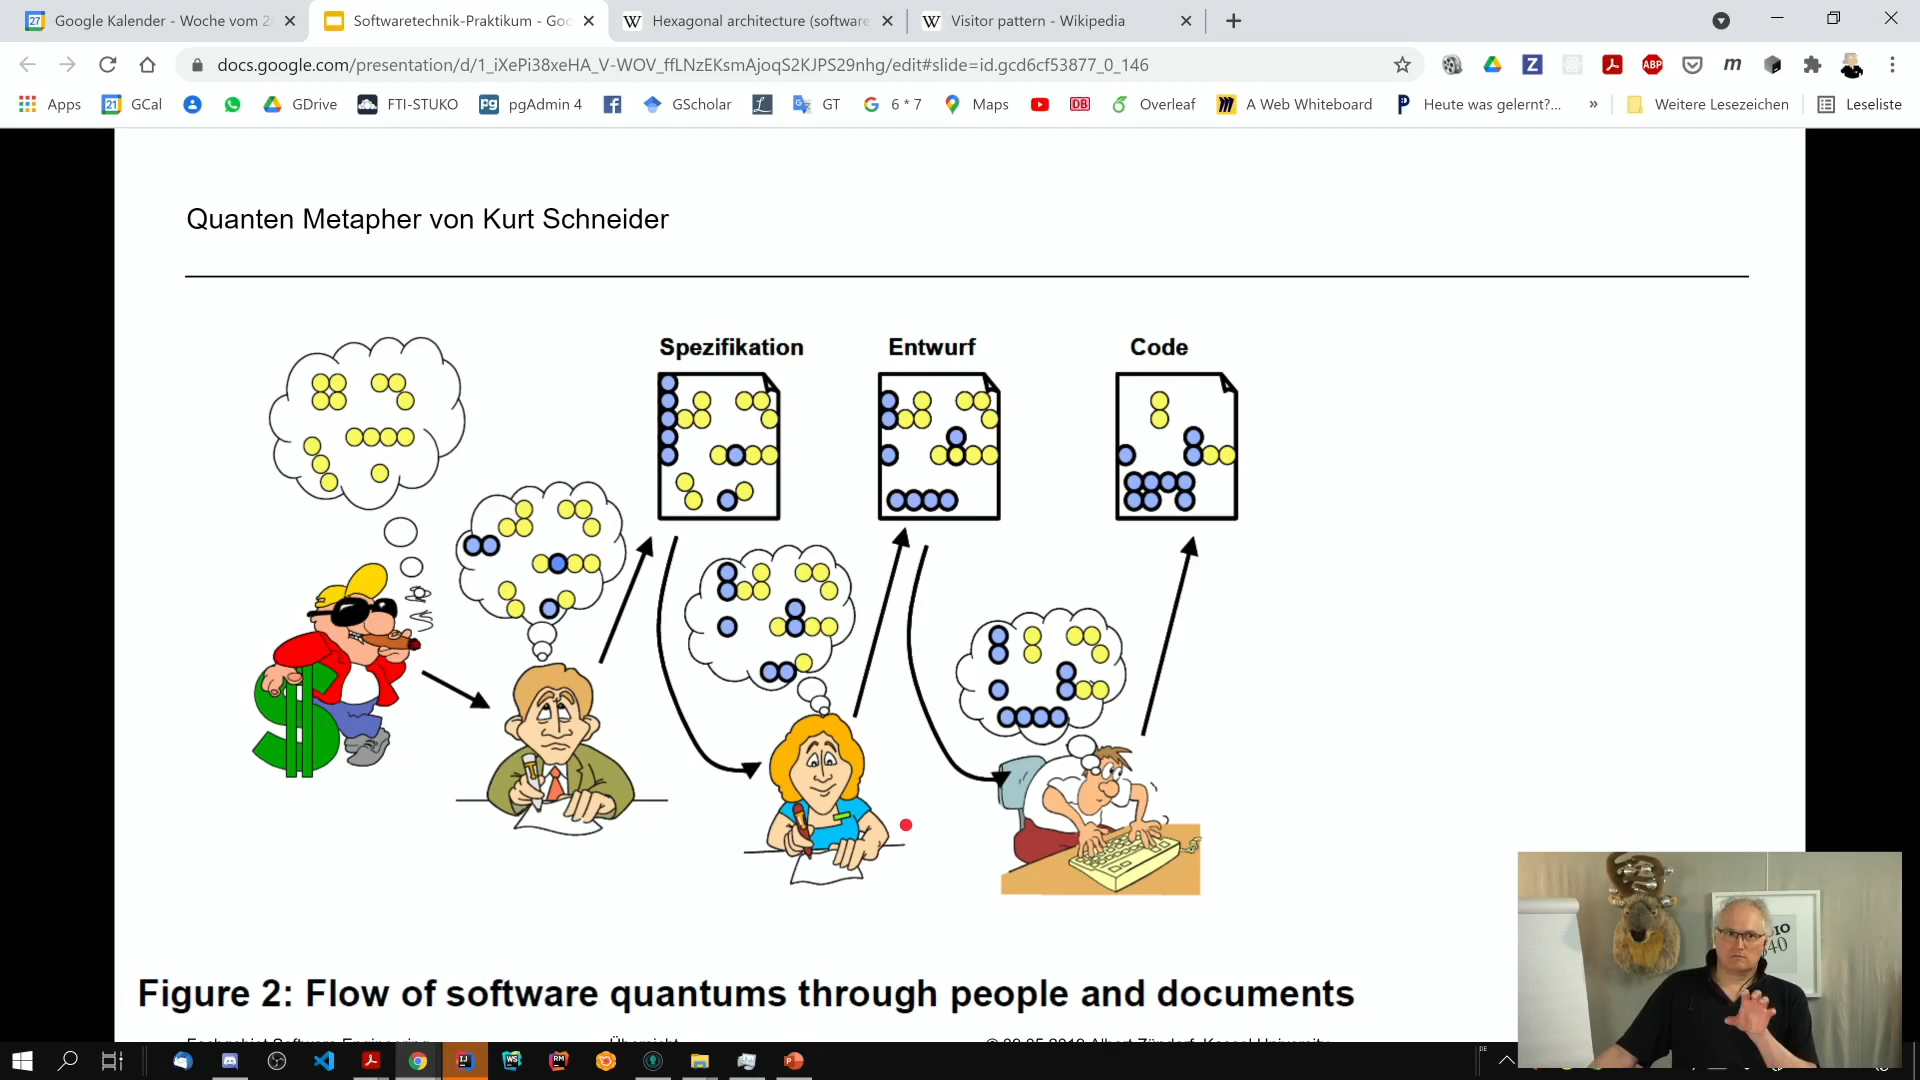 Google Kalender - Woche vom 2
Softwaretechnik-Praktikum - Goo
Hexagonal architecture (software
Visitor pattern - Wikipedia
docs.google.com/presentation/d/1_iXePi38xeHA_V-WOV_ffLNzEKsmAjoqS2KJPS29nhg/edit#slide=id.gcd6cf53877_0_146
Apps
GCal
GDrive
FTI-STUKO
pgAdmin 4
GScholar
GT
6 * 7
Maps
Overleaf
A Web Whiteboard
Heute was gelernt?...
»
Weitere Lesezeichen
Leseliste
Quanten Metapher von Kurt Schneider
Spezifikation
Entwurf
Code
Figure 2: Flow of software quantums through people and documents
Übersicht
DE